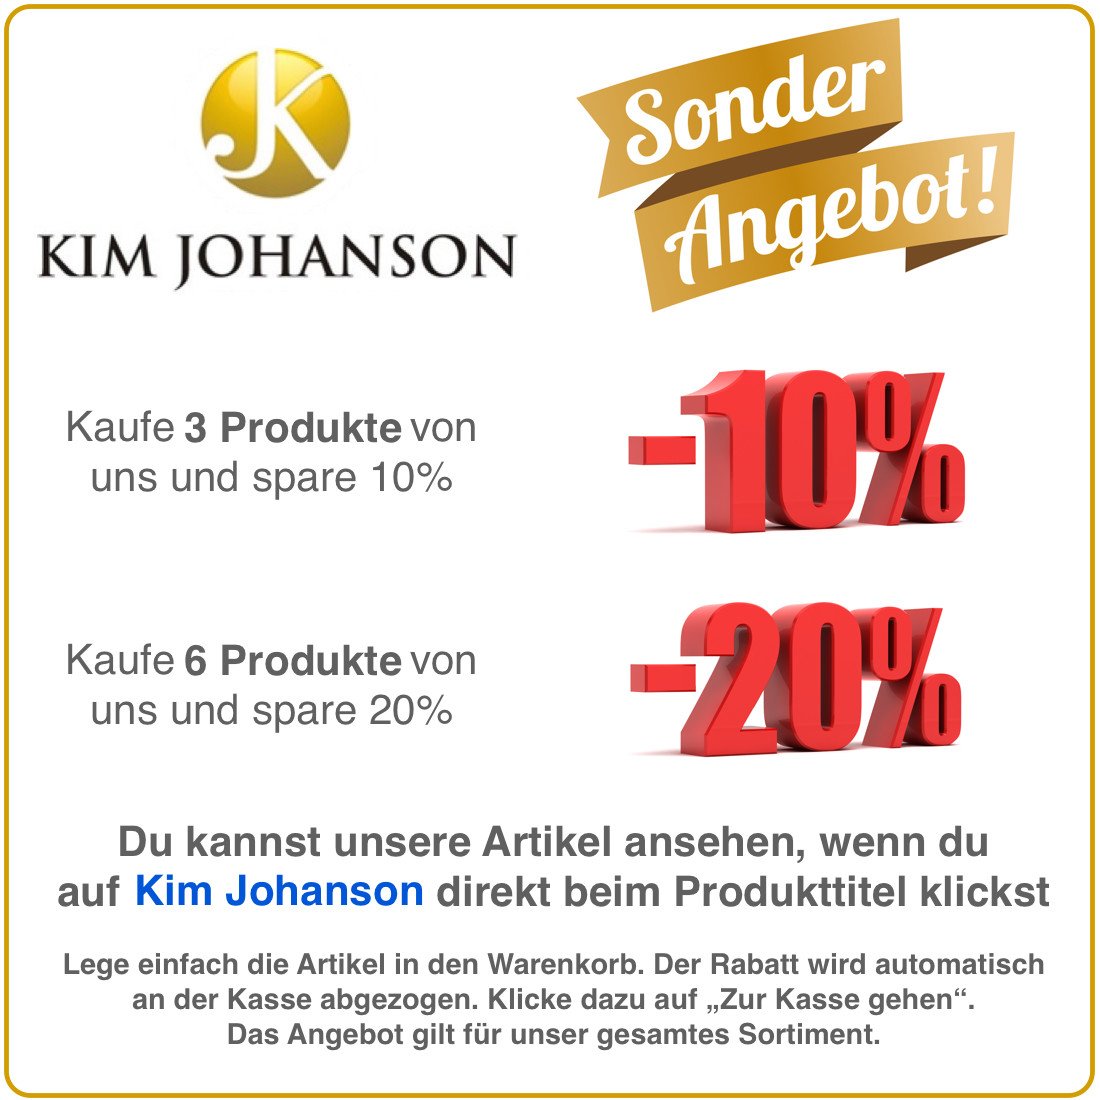 JK
KIM JOHANSON
Sonder
Angebot!
Kaufe 3 Produkte von
uns und spare 10%
-10%
Kaufe 6 Produkte von
uns und spare 20%
-20%
Du kannst unsere Artikel ansehen, wenn du
auf Kim Johanson direkt beim Produkttitel klickst
Lege einfach die Artikel in den Warenkorb. Der Rabatt wird automatisch
an der Kasse abgezogen. Klicke dazu auf „Zur Kasse gehen“.
Das Angebot gilt für unser gesamtes Sortiment.